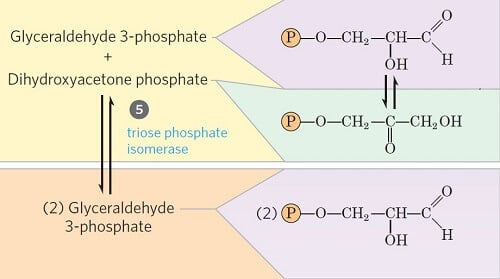 Glyceraldehyde 3-phosphate
+
Dihydroxyacetone phosphate
5
triose phosphate
isomerase
(2) Glyceraldehyde
3-phosphate
P—O—CH₂—CH—C
O
H
OH
P—O—CH₂—C—CH₂OH
O
(2) P—O—CH₂—CH—C
O
H
OH